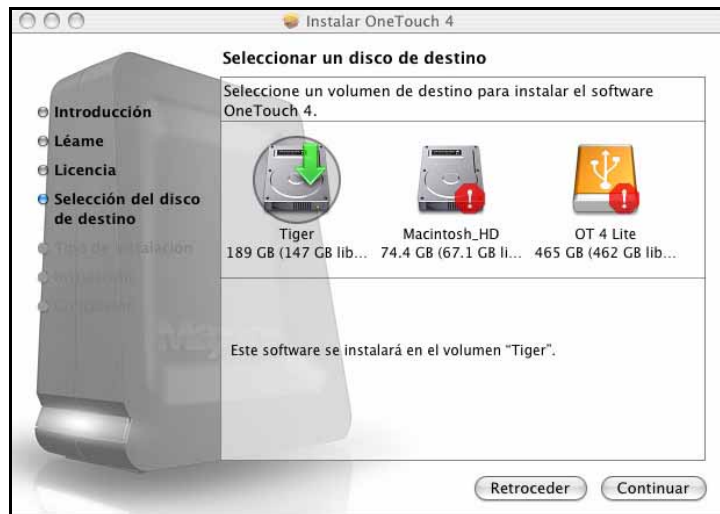 Instalar OneTouch 4
Seleccionar un disco de destino
Introducción
Léame
Licencia
Selección del disco
de destino
Tipo de instalación
Seleccione un volumen de destino para instalar el software
OneTouch 4.
Tiger
189 GB (147 GB lib...
Macintosh_HD
74.4 GB (67.1 GB li...
OT 4 Lite
465 GB (462 GB lib...
Este software se instalará en el volumen “Tiger”.
Retroceder
Continuar